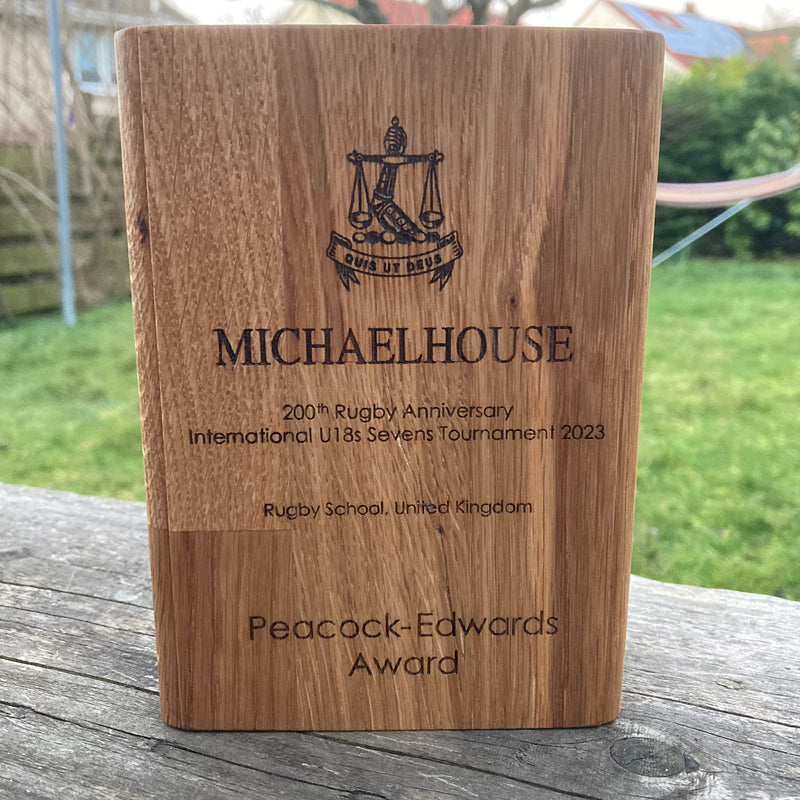 QUIS UT DEUS
MICHAELHOUSE
200th Rugby Anniversary
International U18s Sevens Tournament 2023
Rugby School, United Kingdom
Peacock-Edwards
Award